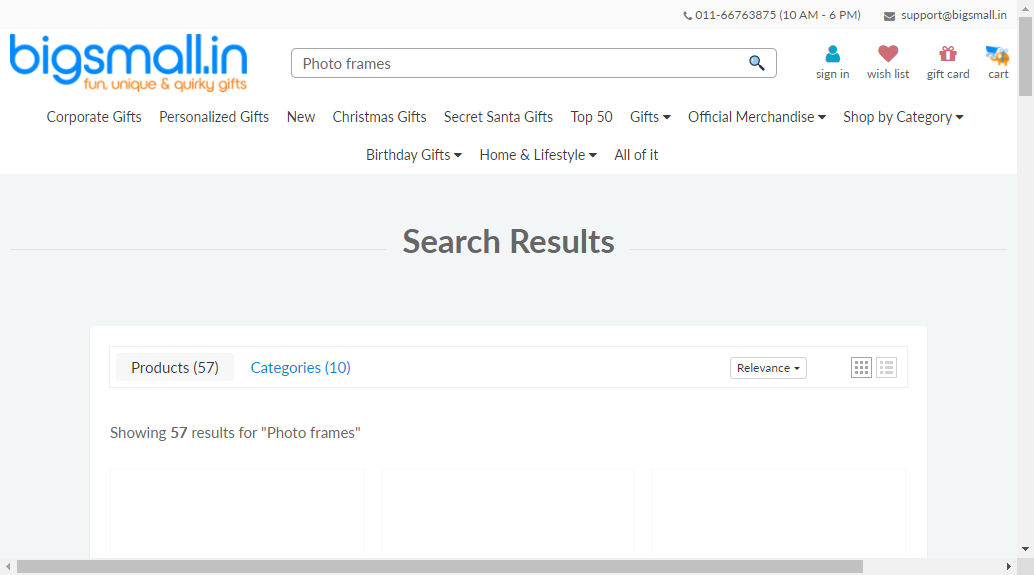 011-66763875 (10 AM - 6 PM) support@bigsmall.in
bigsmall.in
fun, unique & quirky gifts
Photo frames
sign in wish list gift card cart
Corporate Gifts Personalized Gifts New Christmas Gifts Secret Santa Gifts Top 50 Gifts Official Merchandise Shop by Category
Birthday Gifts Home & Lifestyle All of it
Search Results
Products (57) Categories (10) Relevance
Showing 57 results for "Photo frames"